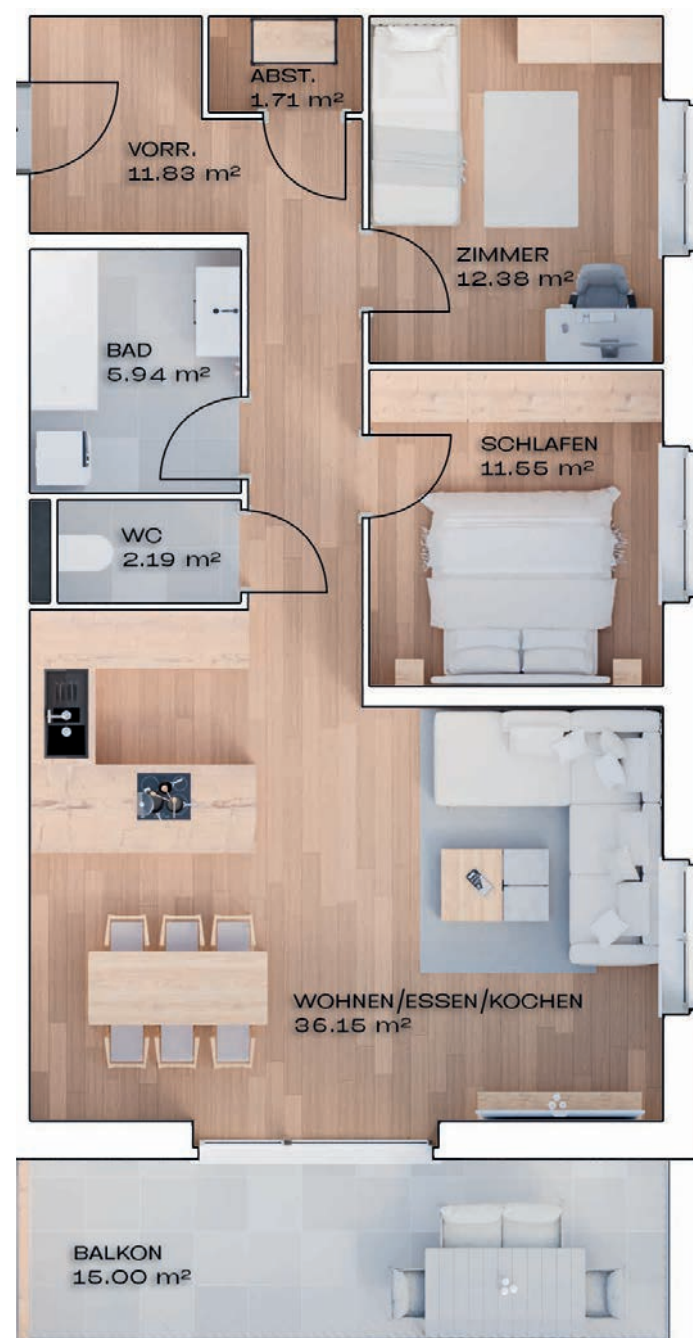 ABST.
1.71 m²
VORR.
11.83 m²
ZIMMER
12.38 m²
BAD
5.94 m²
SCHLAFEN
11.55 m²
WC
2.19 m²
WOHNEN/ESSEN/KOCHEN
36.15 m²
BALKON
15.00 m²